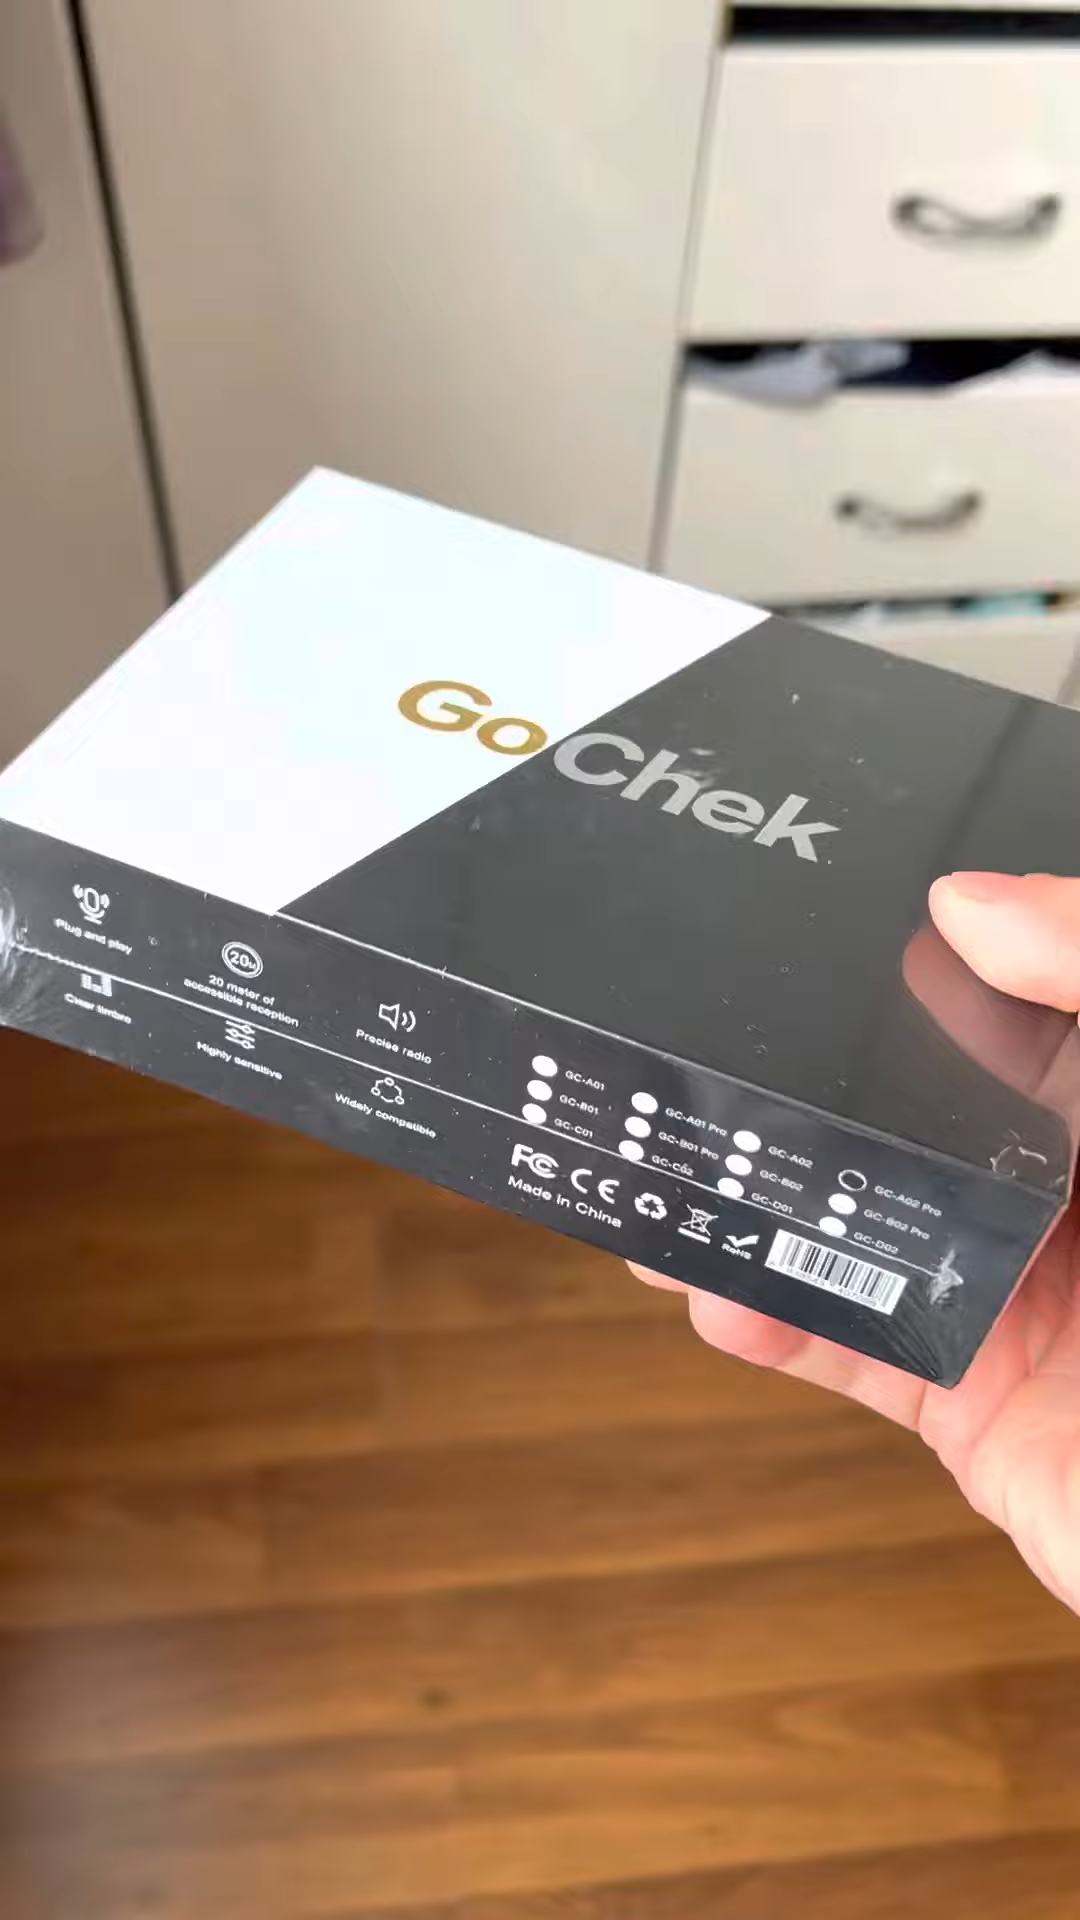 GoChek
Plug and play
20M
20 meter of
accessible reception
Precise radio
Clear timbre
Highly sensitive
Widely compatible
GC-A01
GC-A01 Pro
GC-A02
GC-A02 Pro
GC-B01
GC-B01 Pro
GC-B02
GC-B02 Pro
GC-C01
GC-C02
GC-D01
GC-D02
FC CE
RoHS
Made in China